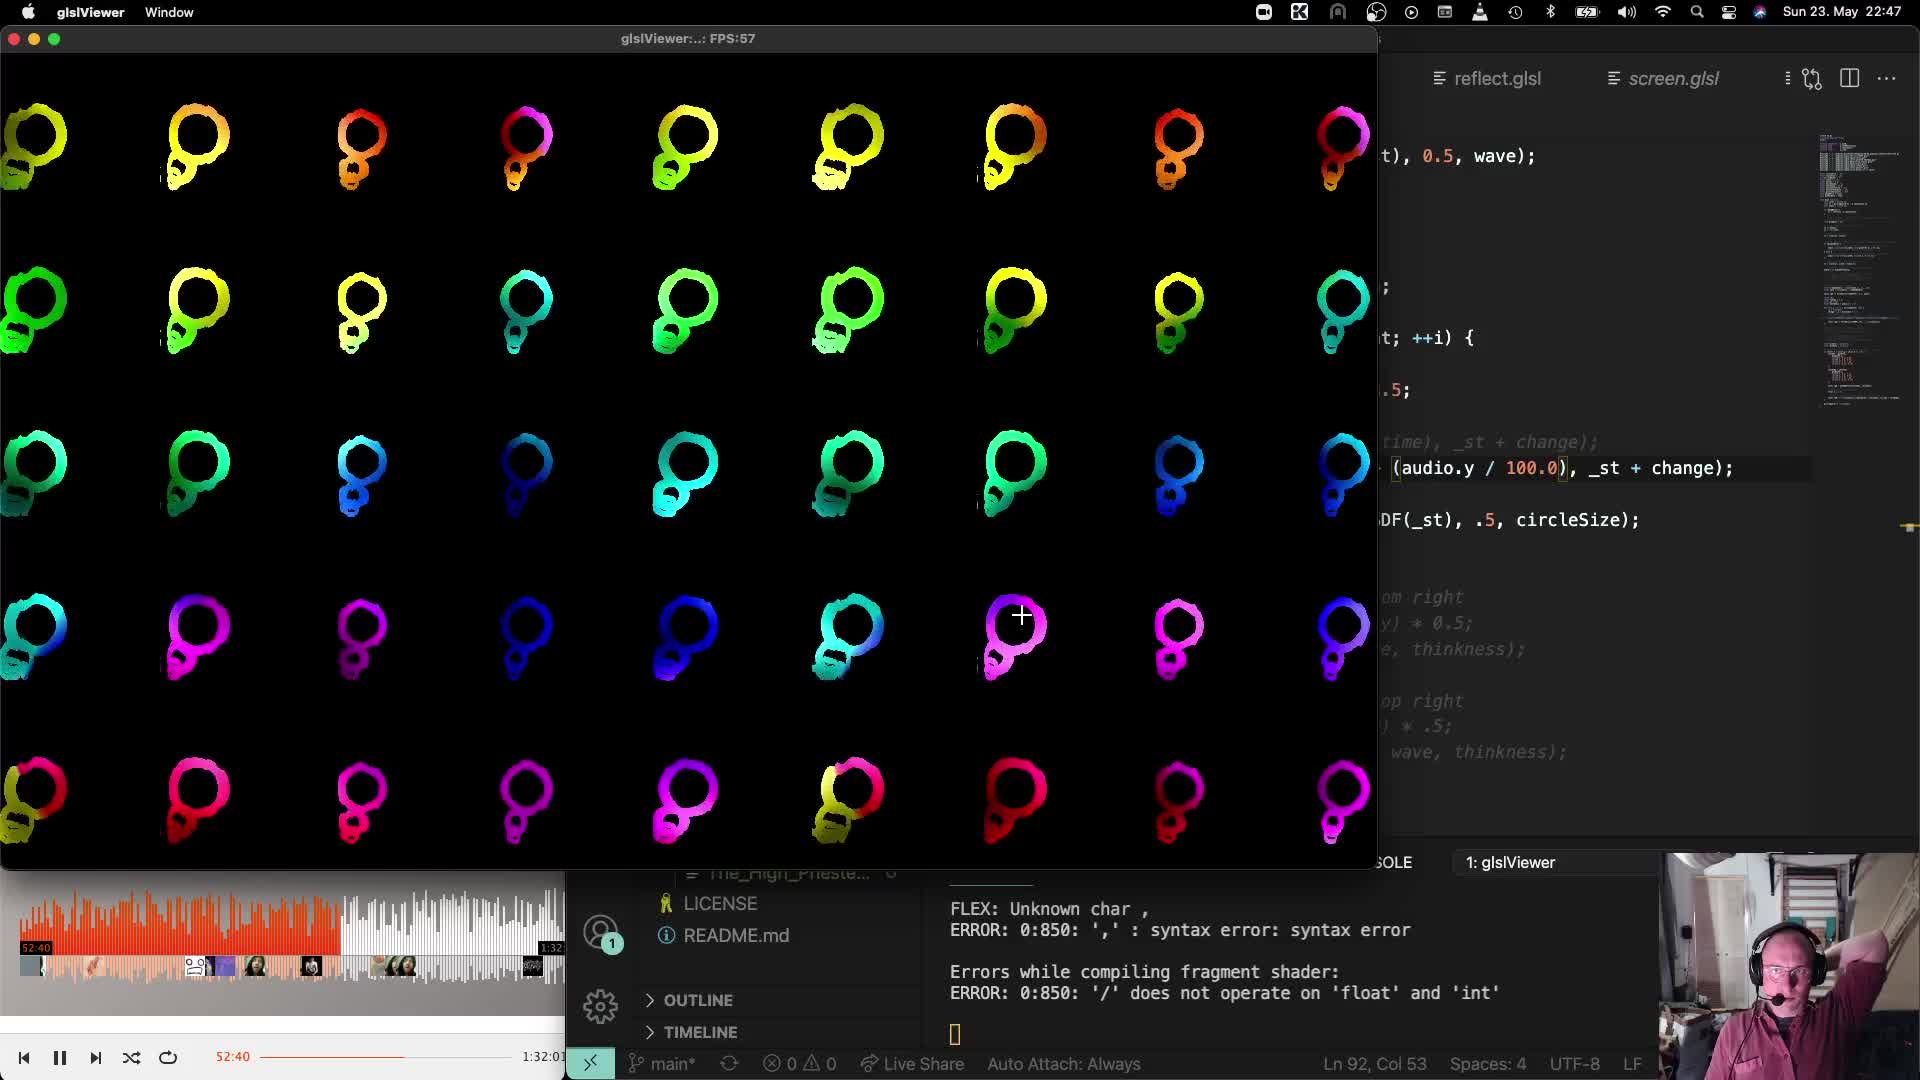 glslViewer Window
Sun 23. May 22:47
glslViewer:..: FPS:57
reflect.glsl
screen.glsl
t), 0.5, wave);
;
t; ++i) {
.5;
time), _st + change);
(audio.y / 100.0), _st + change);
DF(_st), .5, circleSize);
om right
y) * 0.5;
e, thinkness);
op right
) * .5;
wave, thinkness);
SOLE
1: glslViewer
The_High_Prieste...
LICENSE
README.md
OUTLINE
TIMELINE
FLEX: Unknown char ,
ERROR: 0:850: ',' : syntax error: syntax error
Errors while compiling fragment shader:
ERROR: 0:850: '/' does not operate on 'float' and 'int'
52:40
1:32
1
52:40
1:32:01
main*
0
0
Live Share
Auto Attach: Always
Ln 92, Col 53
Spaces: 4
UTF-8
LF